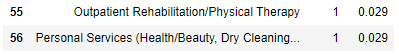 55 Outpatient Rehabilitation/Physical Therapy 1 0.029
56 Personal Services (Health/Beauty, Dry Cleaning... 1 0.029